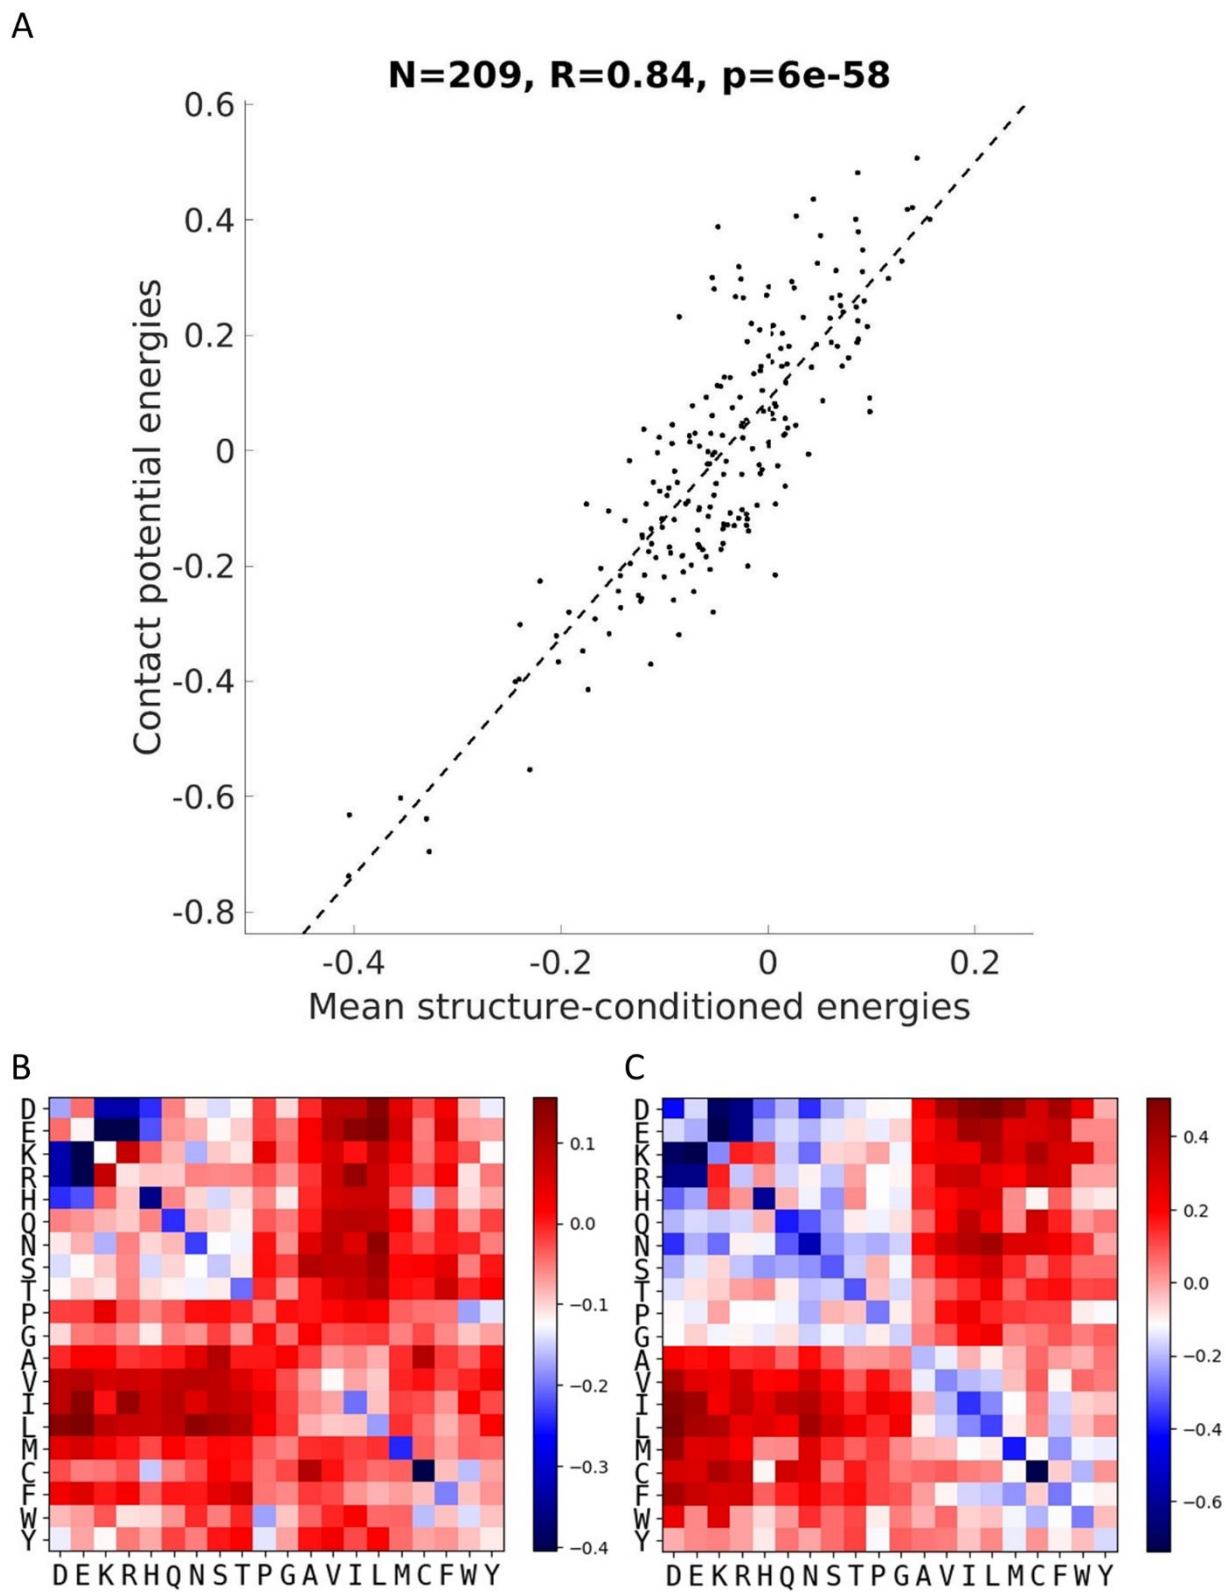 A
N=209, R=0.84, p=6e-58
0.6
0.4
0.2
0
-0.2
-0.4
-0.6
-0.8
Contact potential energies
-0.4 -0.2 0 0.2
Mean structure-conditioned energies
B
D
E
K
R
H
Q
N
S
T
P
G
A
V
I
L
M
C
F
W
Y
D E K R H Q N S T P G A V I L M C F W Y
0.1
0.0
−0.1
−0.2
−0.3
−0.4
C
D
E
K
R
H
Q
N
S
T
P
G
A
V
I
L
M
C
F
W
Y
D E K R H Q N S T P G A V I L M C F W Y
0.4
0.2
0.0
−0.2
−0.4
−0.6